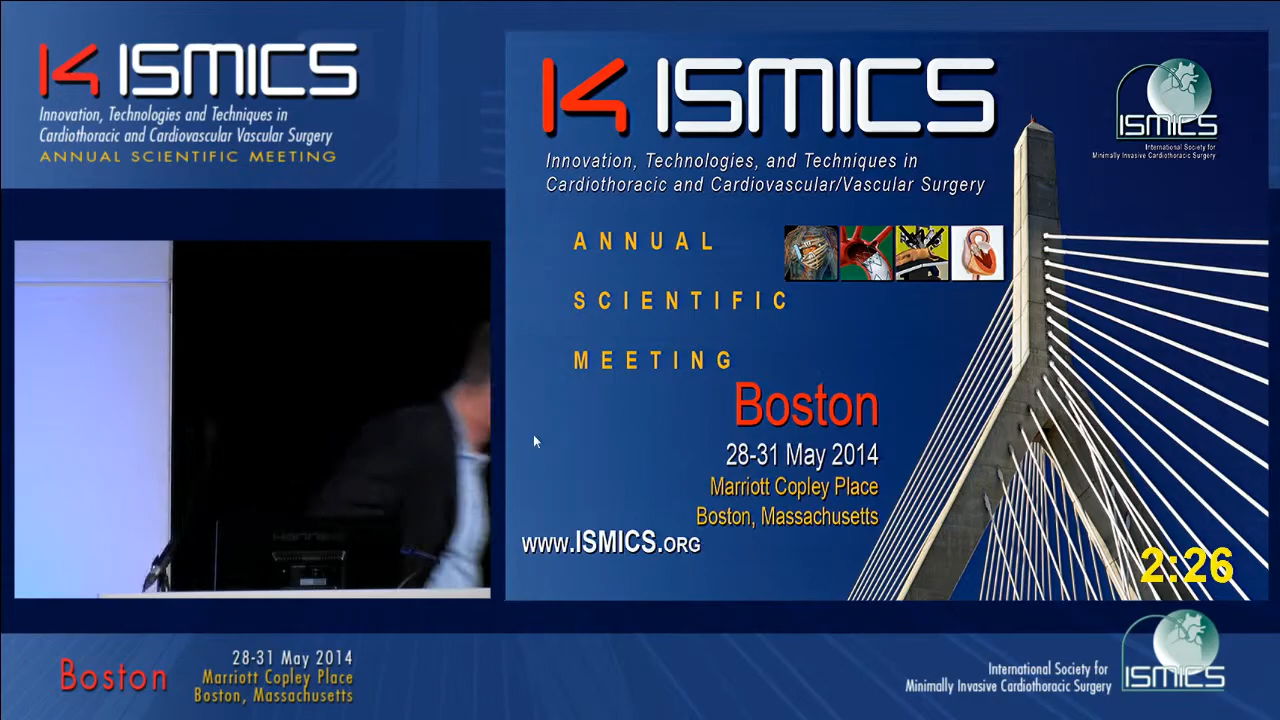 14 ISMICS
Innovation, Technologies and Techniques in
Cardiothoracic and Cardiovascular Vascular Surgery
ANNUAL SCIENTIFIC MEETING
14 ISMICS
Innovation, Technologies, and Techniques in
Cardiothoracic and Cardiovascular/Vascular Surgery
ISMICS
International Society for
Minimally Invasive Cardiothoracic Surgery
ANNUAL
SCIENTIFIC
MEETING
Boston
28-31 May 2014
Marriott Copley Place
Boston, Massachusetts
www.ISMICS.ORG
2:26
Boston
28-31 May 2014
Marriott Copley Place
Boston, Massachusetts
International Society for
Minimally Invasive Cardiothoracic Surgery
ISMICS